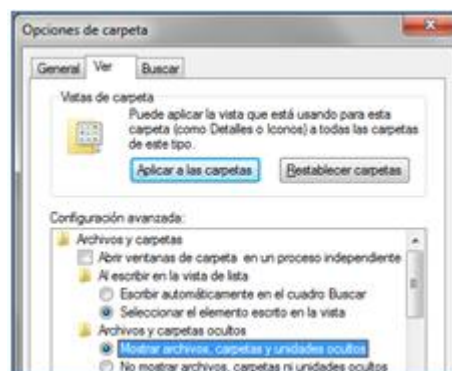 Opciones de carpeta
General Ver Buscar
Vistas de carpeta
Puede aplicar la vista que está usando para esta
carpeta (como Detalles o Iconos) a todas las carpetas
de este tipo.
Aplicar a las carpetas Restablecer carpetas
Configuración avanzada:
Archivos y carpetas
Abrir ventanas de carpeta en un proceso independiente
Al escribir en la vista de lista
Escribir automáticamente en el cuadro Buscar
Seleccionar el elemento escrito en la vista
Archivos y carpetas ocultos
Mostrar archivos, carpetas y unidades ocultos
No mostrar archivos, carpetas ni unidades ocultos